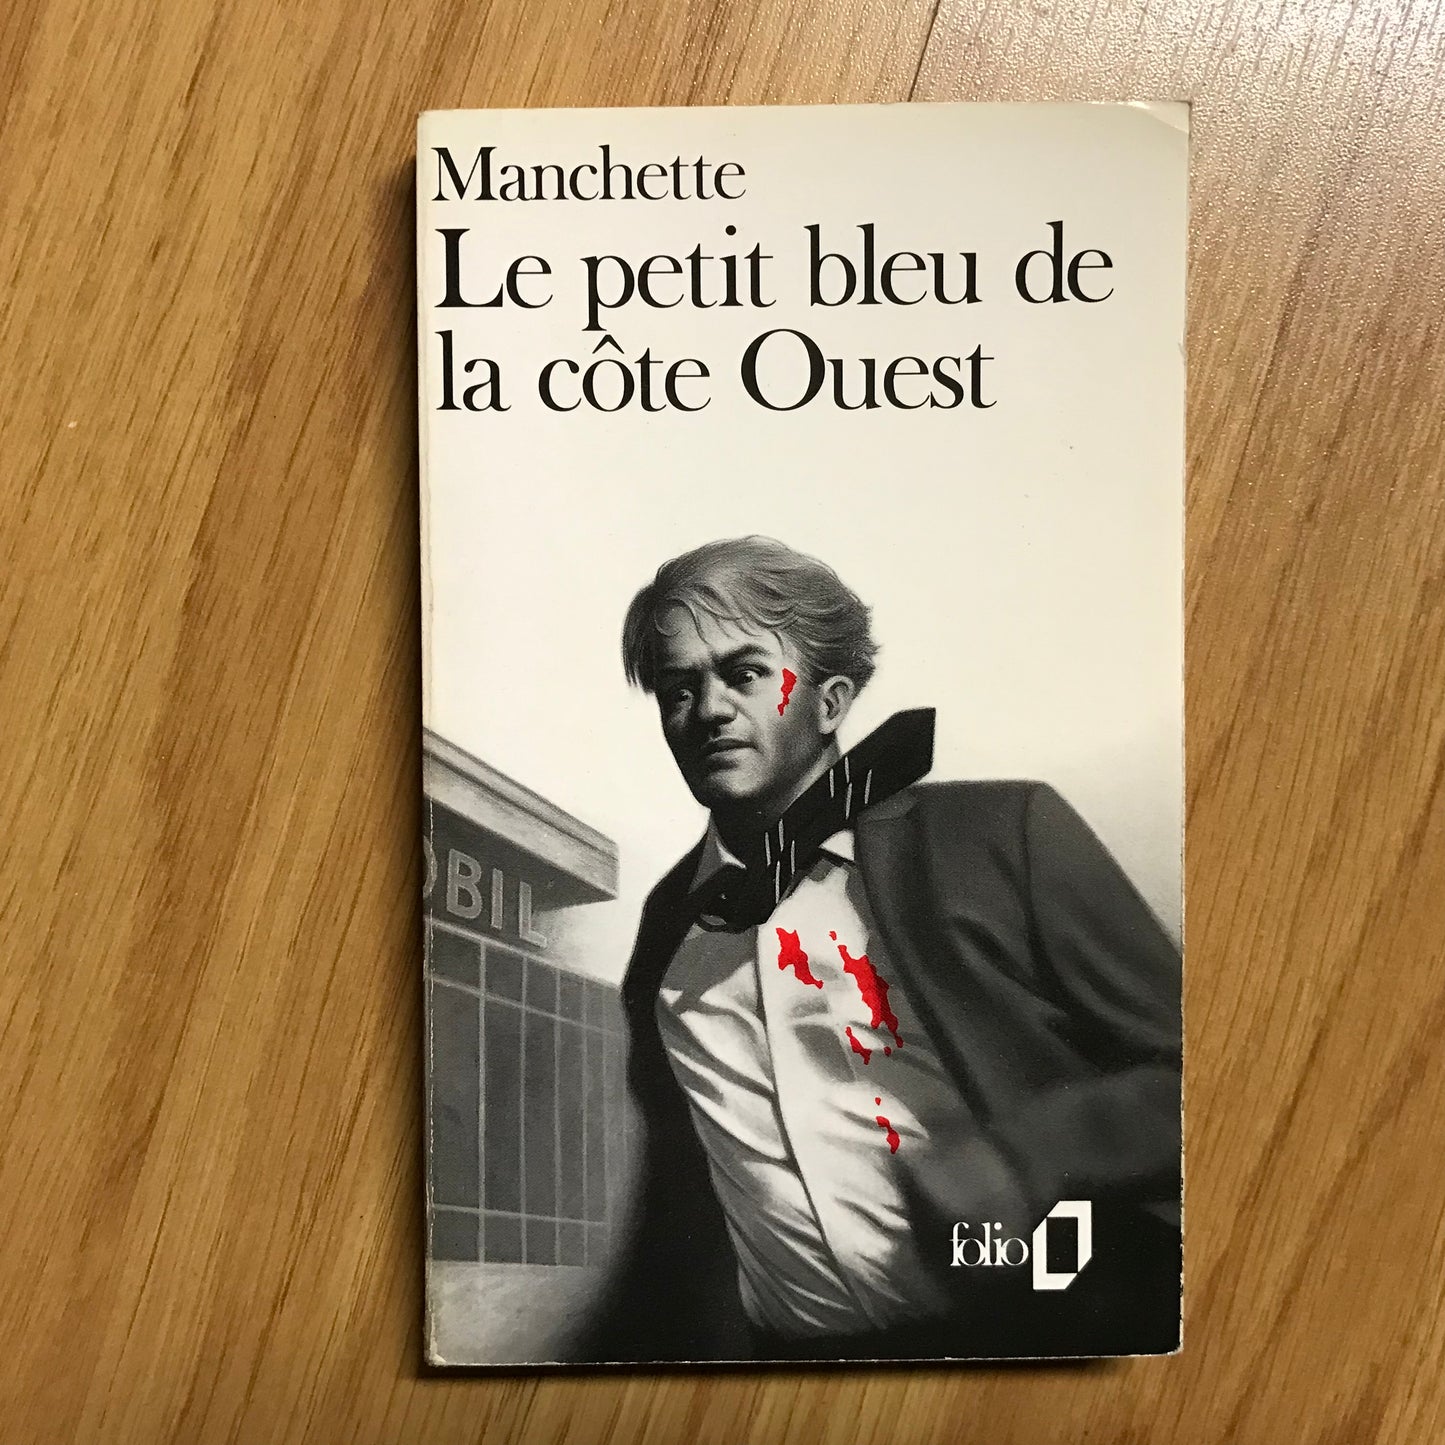 Manchette
Le petit bleu de
la côte Ouest
OBIL
folio